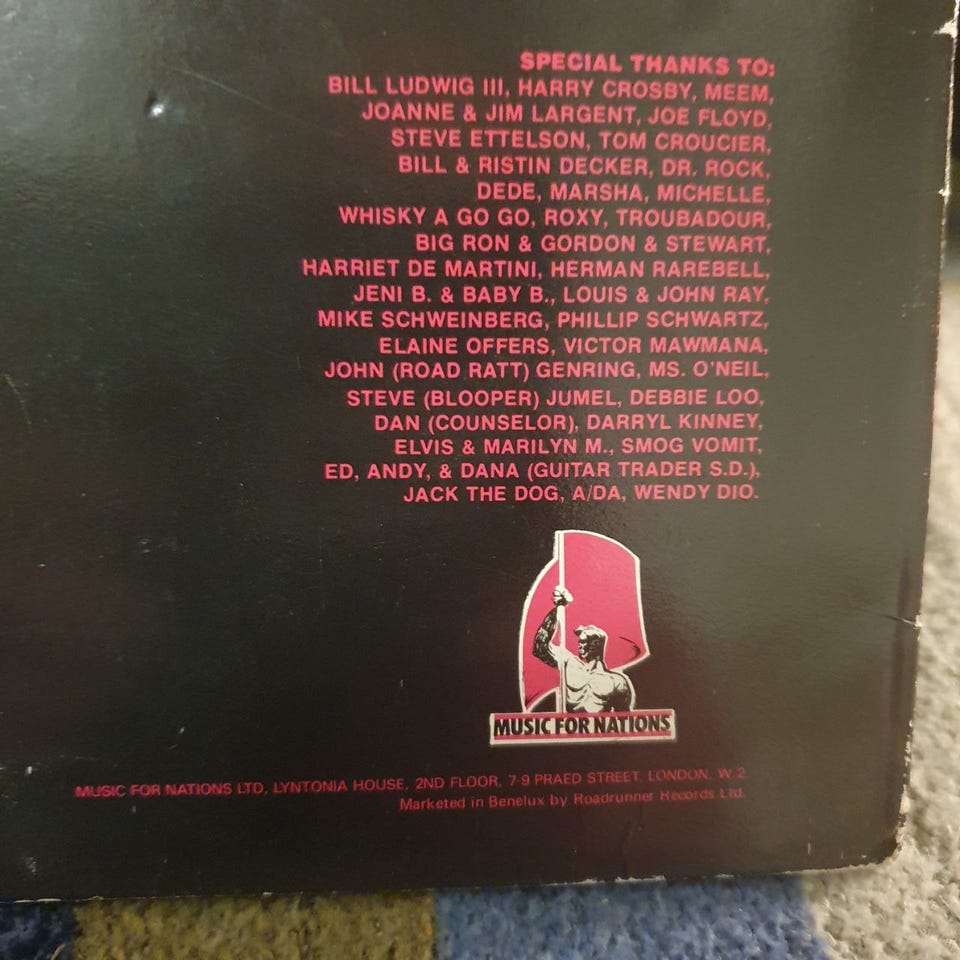 SPECIAL THANKS TO:
BILL LUDWIG III, HARRY CROSBY, MEEM,
JOANNE & JIM LARGENT, JOE FLOYD,
STEVE ETTELSON, TOM CROUCIER,
BILL & RISTIN DECKER, DR. ROCK,
DEDE, MARSHA, MICHELLE,
WHISKY A GO GO, ROXY, TROUBADOUR,
BIG RON & GORDON & STEWART,
HARRIET DE MARTINI, HERMAN RAREBELL,
JENI B. & BABY B., LOUIS & JOHN RAY,
MIKE SCHWEINBERG, PHILLIP SCHWARTZ,
ELAINE OFFERS, VICTOR MAWMANA,
JOHN (ROAD RATT) GENRING, MS. O'NEIL,
STEVE (BLOOPER) JUMEL, DEBBIE LOO,
DAN (COUNSELOR), DARRYL KINNEY,
ELVIS & MARILYN M., SMOG VOMIT,
ED, ANDY, & DANA (GUITAR TRADER S.D.),
JACK THE DOG, A/DA, WENDY DIO.
MUSIC FOR NATIONS
MUSIC FOR NATIONS LTD, LYNTONIA HOUSE, 2ND FLOOR, 7-9 PRAED STREET, LONDON, W.2
Marketed in Benelux by Roadrunner Records Ltd.